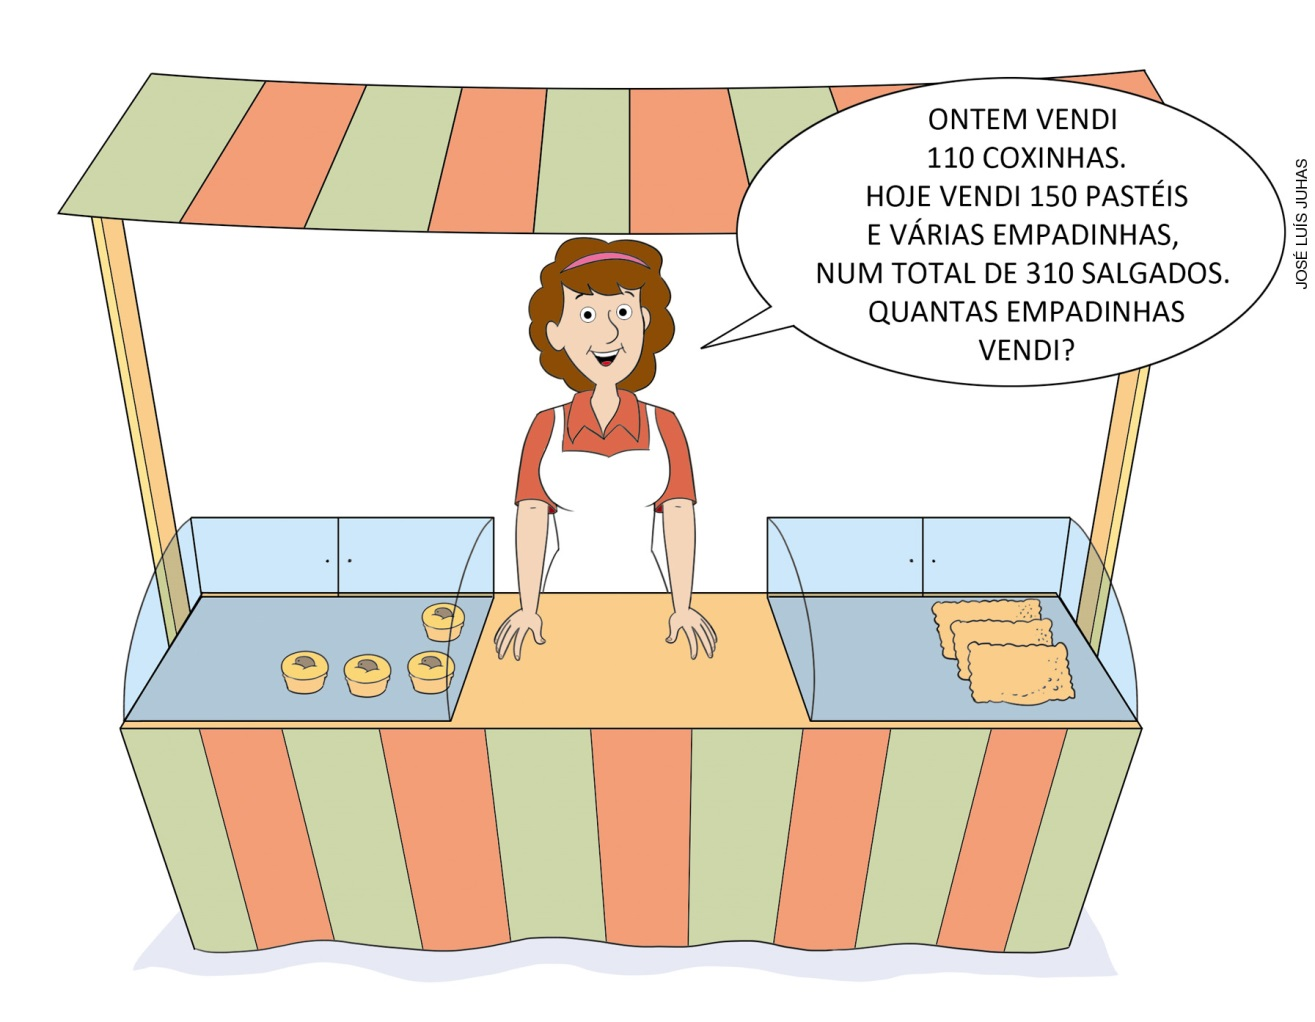 ONTEM VENDI
110 COXINHAS.
HOJE VENDI 150 PASTÉIS
E VÁRIAS EMPADINHAS,
NUM TOTAL DE 310 SALGADOS.
QUANTAS EMPADINHAS
VENDI?
JOSÉ LUÍS JUHAS